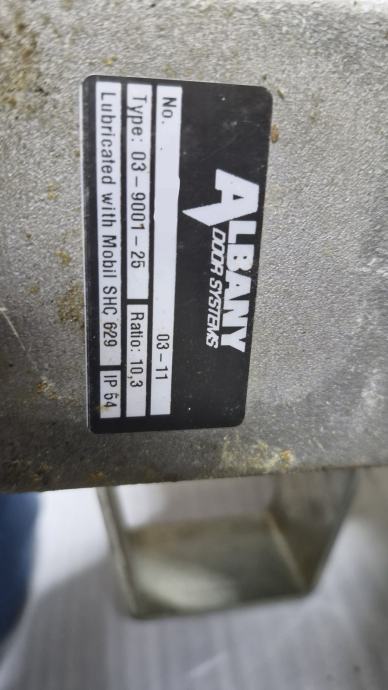 ALBANY
DOOR SYSTEMS
No. 03-11
Type: 03-9001-25 Ratio: 10,3
Lubricated with Mobil SHC 629 IP 54